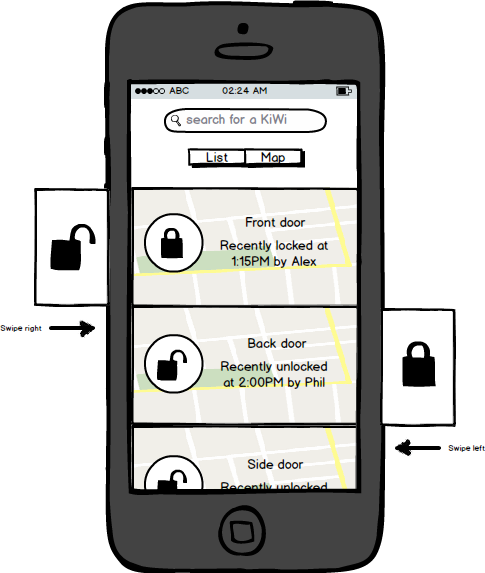 ABC 02:24 AM
search for a KiWi
List Map
Front door
Recently locked at
1:15PM by Alex
Swipe right
Back door
Recently unlocked
at 2:00PM by Phil
Swipe left
Side door
Recently unlocked